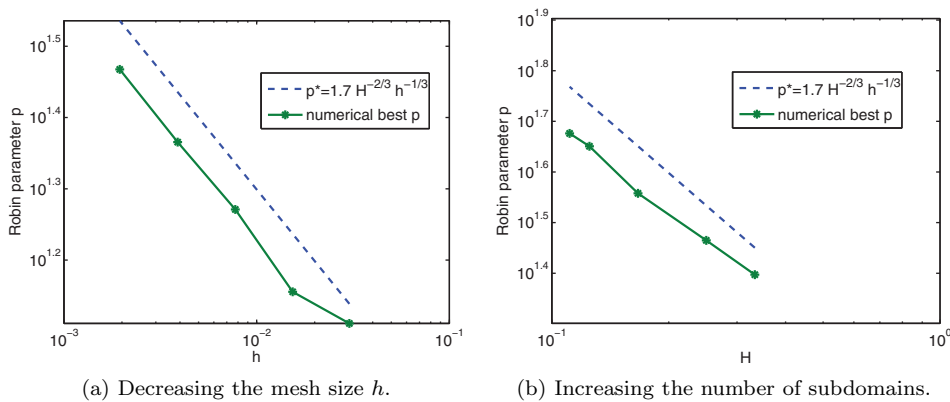 10^1.5
10^1.4
10^1.3
10^1.2
Robin parameter p
10^−3
10^−2
10^−1
h
p*=1.7 H^−2/3 h^−1/3
numerical best p
(a) Decreasing the mesh size h.
10^1.9
10^1.8
10^1.7
10^1.6
10^1.5
10^1.4
Robin parameter p
10^−1
10^0
H
p*=1.7 H^−2/3 h^−1/3
numerical best p
(b) Increasing the number of subdomains.